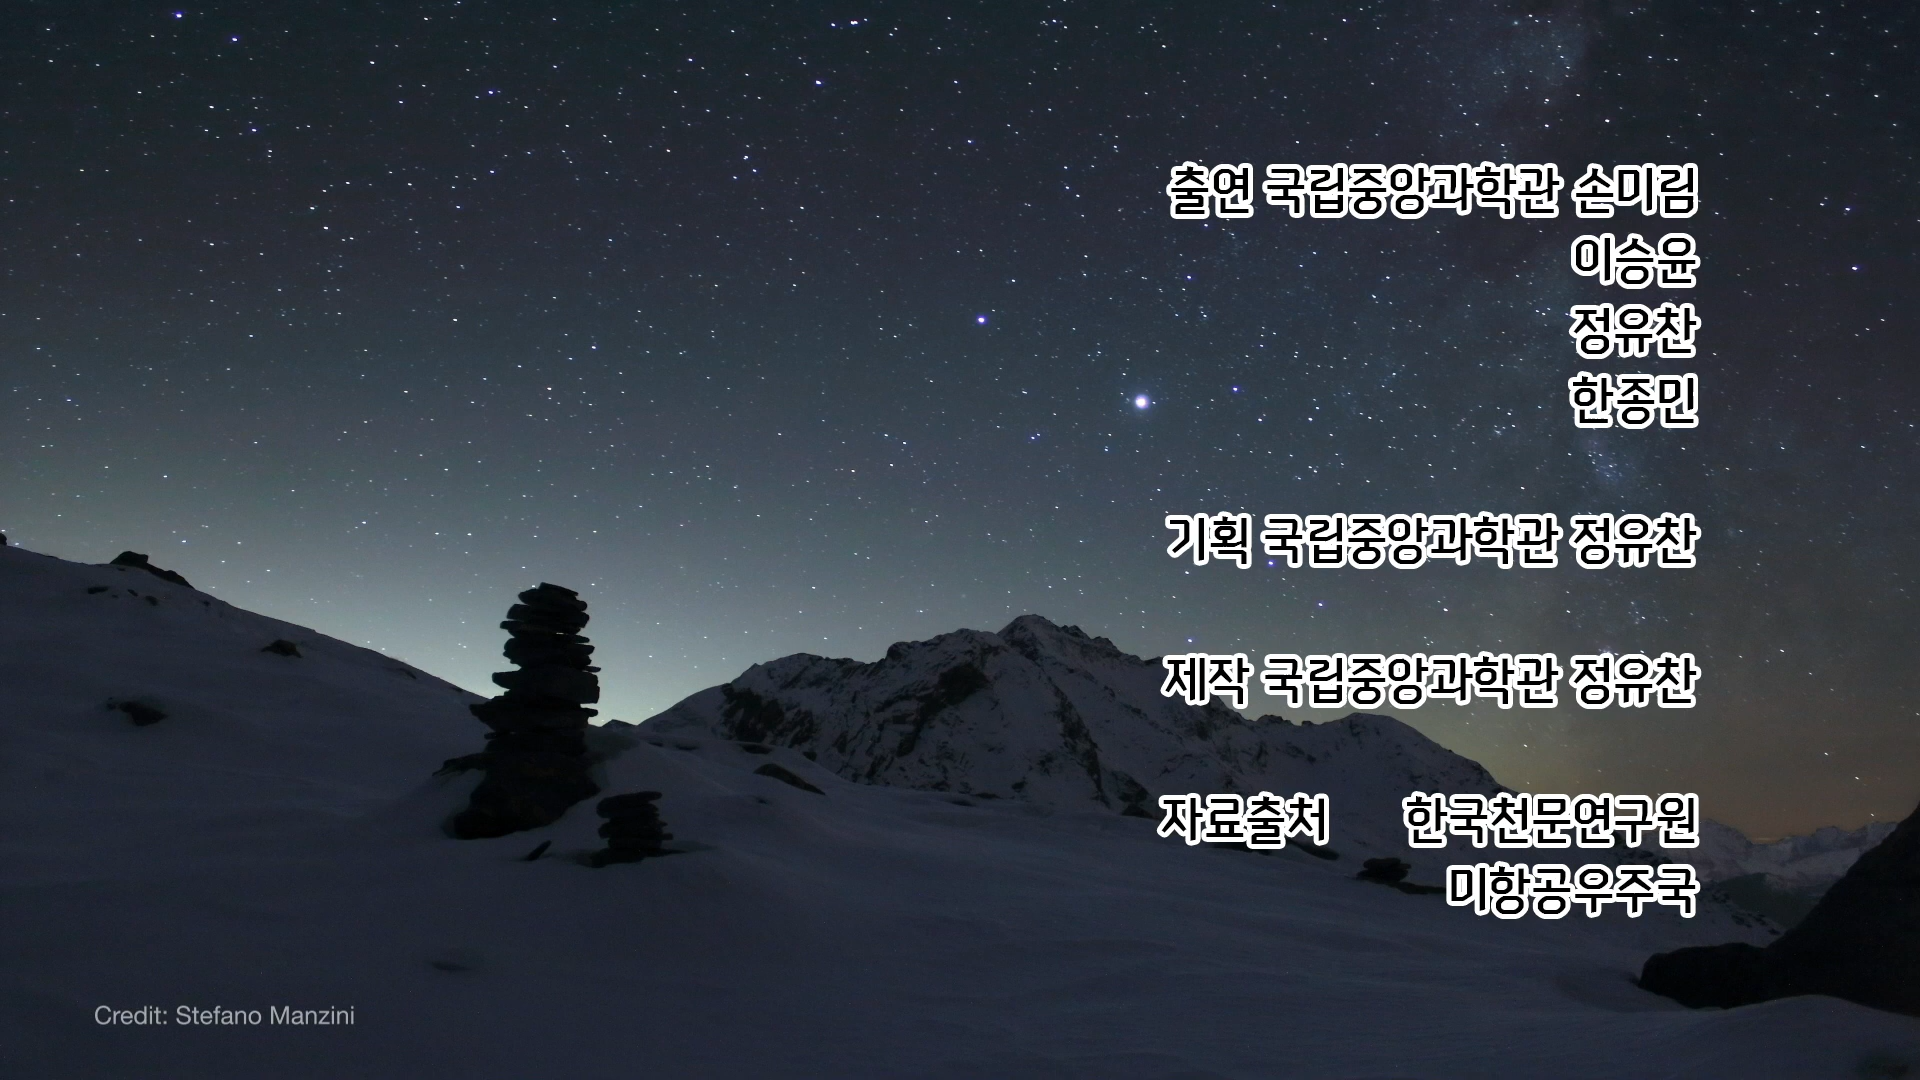 출연 국립중앙과학관 손미림
이승윤
정유찬
한종민
기획 국립중앙과학관 정유찬
제작 국립중앙과학관 정유찬
자료출처 한국천문연구원
미항공우주국
Credit: Stefano Manzini